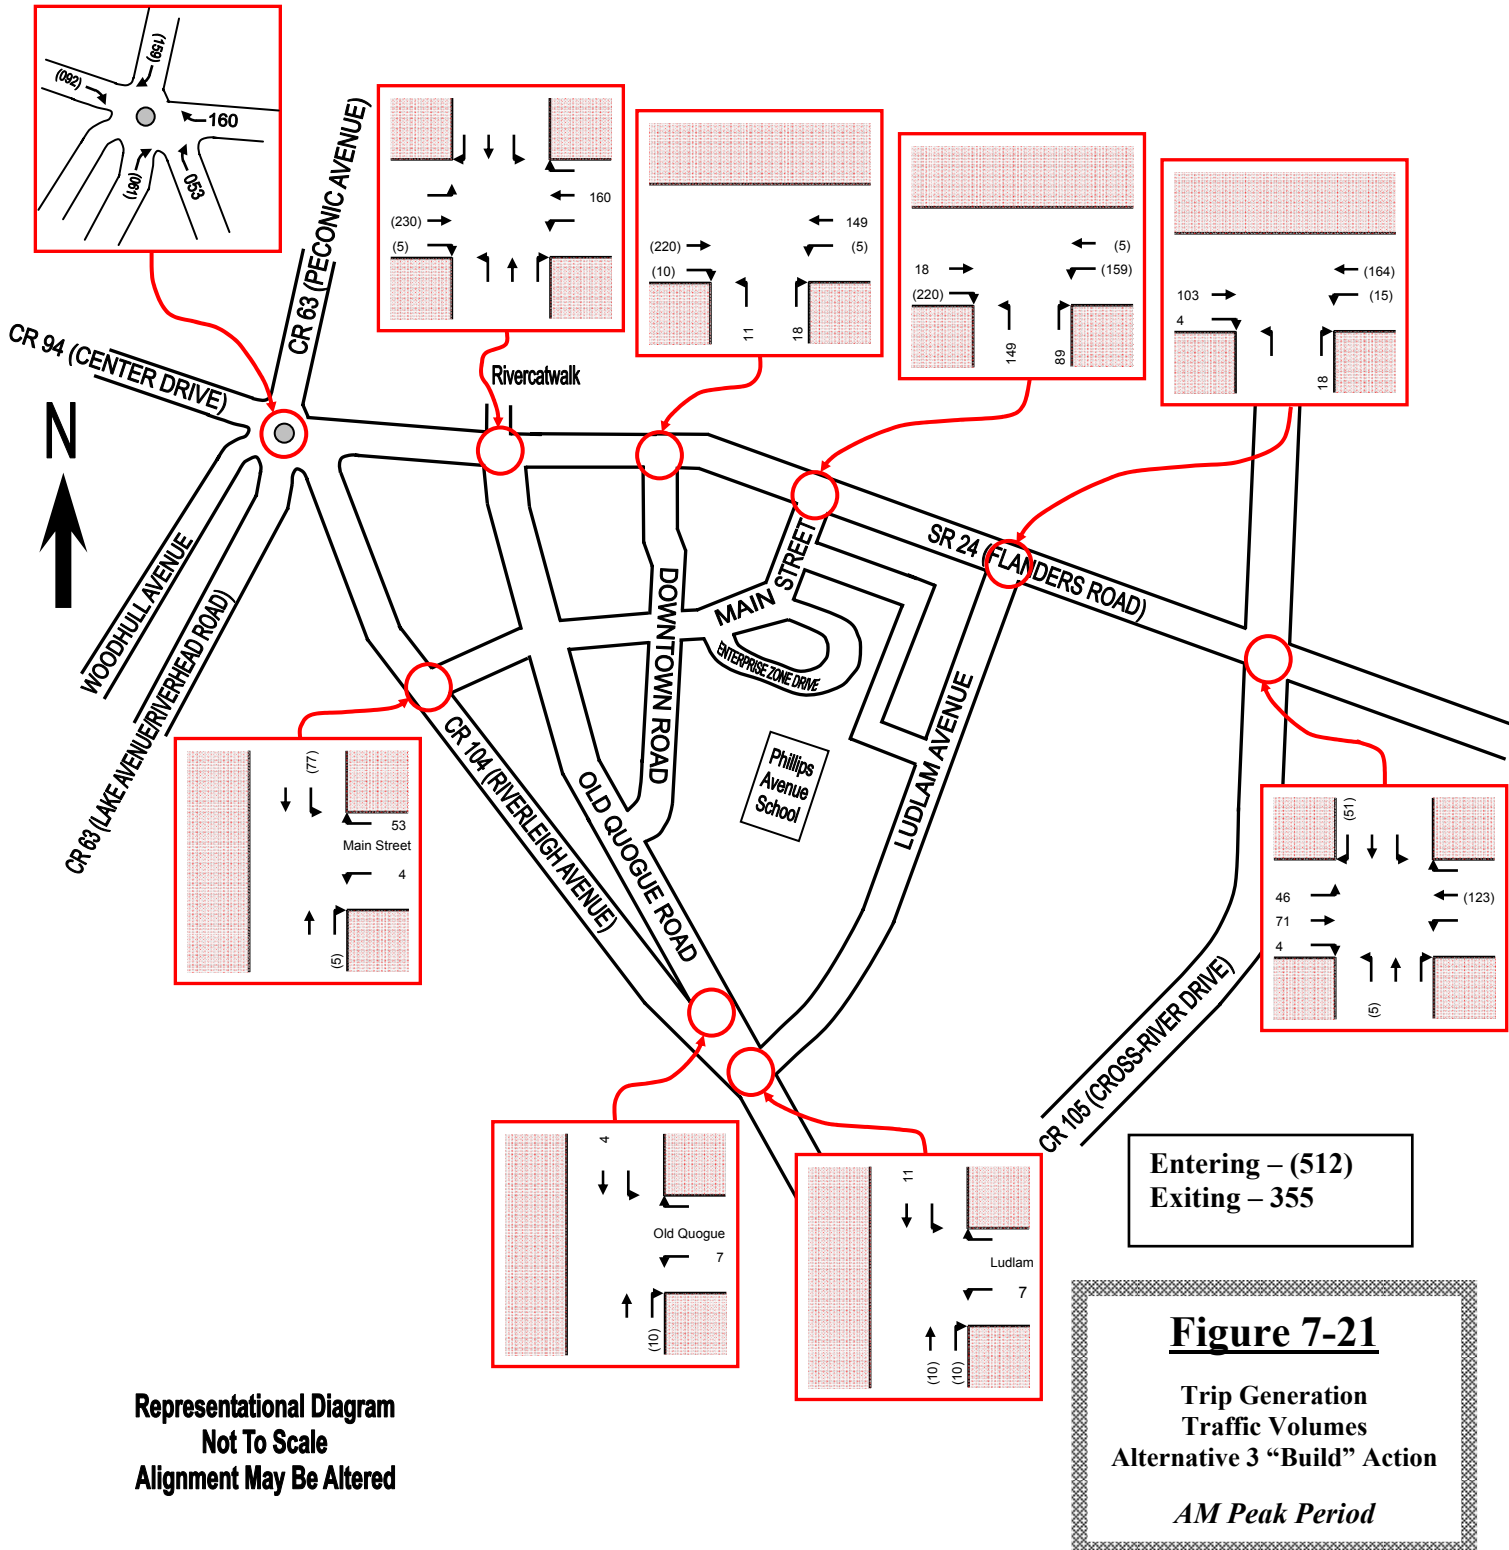 (159)
(092)
160
(061)
053
CR 63 (PECONIC AVENUE)
CR 94 (CENTER DRIVE)
N
WOODHULL AVENUE
CR 63 (LAKE AVENUE/RIVERHEAD ROAD)
160
(230)
(5)
Rivercatwalk
149
(220)
(5)
(10)
11
18
(5)
18
(159)
(220)
149
89
(164)
103
(15)
4
18
SR 24 (FLANDERS ROAD)
MAIN STREET
DOWNTOWN ROAD
ENTERPRISE ZONE DRIVE
LUDLAM AVENUE
Phillips
Avenue
School
CR 104 (RIVERLEIGH AVENUE)
OLD QUOGUE ROAD
CR 105 (CROSS-RIVER DRIVE)
(77)
53
Main Street
4
(5)
(51)
46
(123)
71
4
(5)
4
Old Quogue
7
(10)
11
Ludlam
7
(10)
(10)
Entering – (512)
Exiting – 355
Figure 7-21
Trip Generation
Traffic Volumes
Alternative 3 “Build” Action
AM Peak Period
Representational Diagram
Not To Scale
Alignment May Be Altered